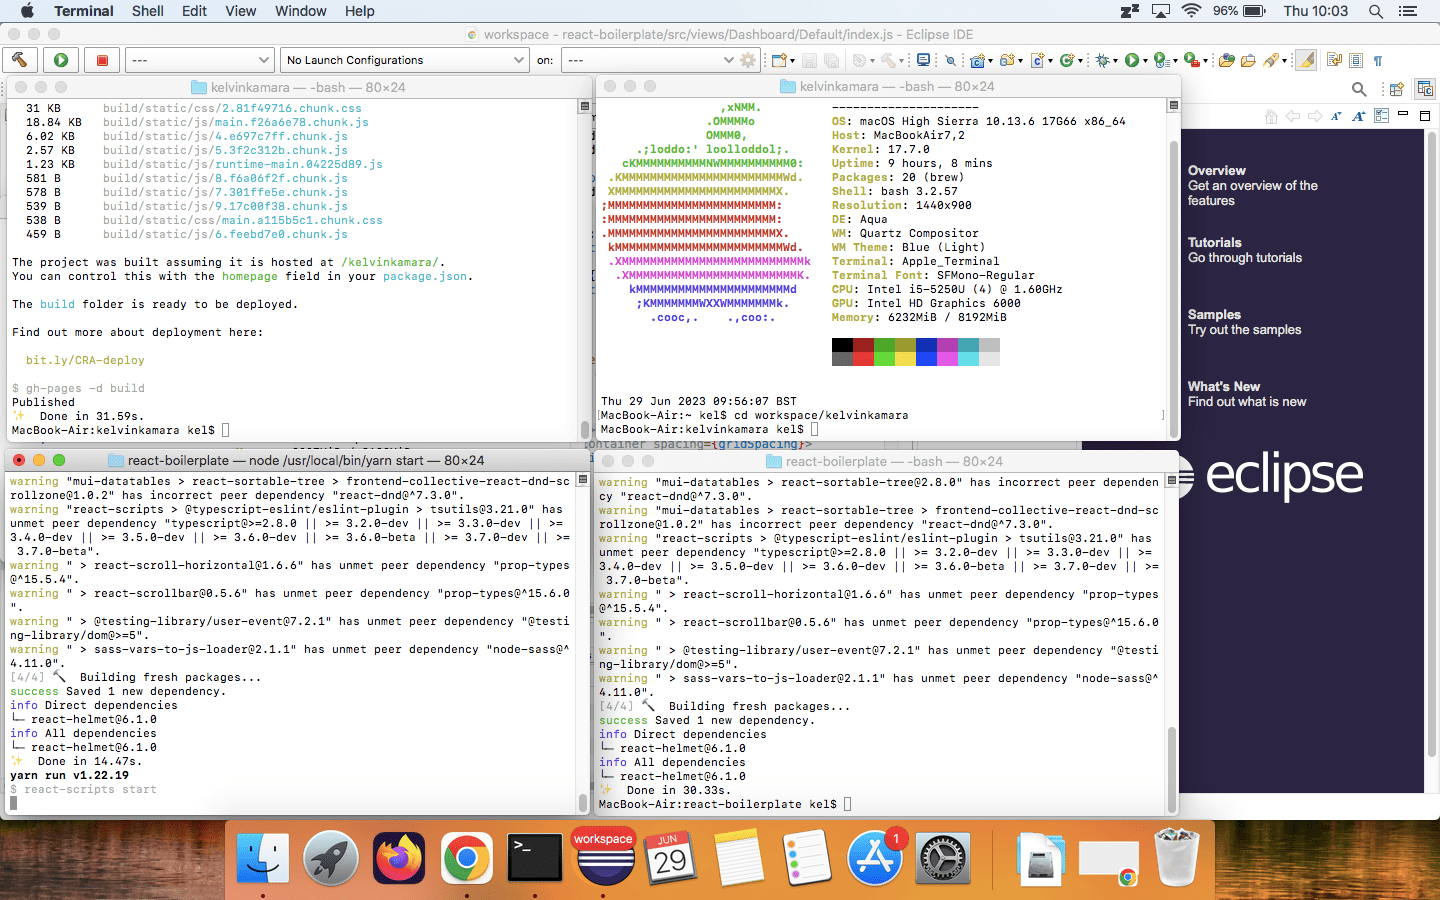 Terminal Shell Edit View Window Help 96% Thu 10:03
workspace - react-boilerplate/src/views/Dashboard/Default/index.js - Eclipse IDE
--- No Launch Configurations on: ---
kelvinkamara — -bash — 80×24
31 KB build/static/css/2.81f49716.chunk.css
18.84 KB build/static/js/main.f26a6e78.chunk.js
6.02 KB build/static/js/4.e697c7ff.chunk.js
2.57 KB build/static/js/5.3f2c312b.chunk.js
1.23 KB build/static/js/runtime-main.04225d89.js
581 B build/static/js/8.f6a06f2f.chunk.js
578 B build/static/js/7.301ffe5e.chunk.js
539 B build/static/js/9.17c00f38.chunk.js
538 B build/static/css/main.a115b5c1.chunk.css
459 B build/static/js/6.feebd7e0.chunk.js
The project was built assuming it is hosted at /kelvinkamara/.
You can control this with the homepage field in your package.json.
The build folder is ready to be deployed.
Find out more about deployment here:
bit.ly/CRA-deploy
$ gh-pages -d build
Published
✨ Done in 31.59s.
MacBook-Air:kelvinkamara kel$
kelvinkamara — -bash — 80×24
,xNMM. --------------------
.OMMMMo OS: macOS High Sierra 10.13.6 17G66 x86_64
OMMM0, Host: MacBookAir7,2
.;loddo:' loolloddol;. Kernel: 17.7.0
cKMMMMMMMMMMNWMMMMMMMMMM0: Uptime: 9 hours, 8 mins
.KMMMMMMMMMMMMMMMMMMMMMMMWd. Packages: 20 (brew)
XMMMMMMMMMMMMMMMMMMMMMMMX. Shell: bash 3.2.57
;MMMMMMMMMMMMMMMMMMMMMMMM: Resolution: 1440x900
:MMMMMMMMMMMMMMMMMMMMMMMM: DE: Aqua
.MMMMMMMMMMMMMMMMMMMMMMMMX. WM: Quartz Compositor
kMMMMMMMMMMMMMMMMMMMMMMMMWd. WM Theme: Blue (Light)
.XMMMMMMMMMMMMMMMMMMMMMMMMMMk Terminal: Apple_Terminal
.XMMMMMMMMMMMMMMMMMMMMMMMMK. Terminal Font: SFMono-Regular
kMMMMMMMMMMMMMMMMMMMMMMd CPU: Intel i5-5250U (4) @ 1.60GHz
;KMMMMMMMWXXWMMMMMMMk. GPU: Intel HD Graphics 6000
.cooc,. .,coo:. Memory: 6232MiB / 8192MiB
Thu 29 Jun 2023 09:56:07 BST
[MacBook-Air:~ kel$ cd workspace/kelvinkamara ]
MacBook-Air:kelvinkamara kel$
ontainer spacing={gridSpacing}>
react-boilerplate — node /usr/local/bin/yarn start — 80×24
warning "mui-datatables > react-sortable-tree > frontend-collective-react-dnd-sc
rollzone@1.0.2" has incorrect peer dependency "react-dnd@^7.3.0".
warning "react-scripts > @typescript-eslint/eslint-plugin > tsutils@3.21.0" has
unmet peer dependency "typescript@>=2.8.0 || >= 3.2.0-dev || >= 3.3.0-dev || >=
3.4.0-dev || >= 3.5.0-dev || >= 3.6.0-dev || >= 3.6.0-beta || >= 3.7.0-dev || >=
3.7.0-beta".
warning " > react-scroll-horizontal@1.6.6" has unmet peer dependency "prop-types
@^15.5.4".
warning " > react-scrollbar@0.5.6" has unmet peer dependency "prop-types@^15.6.0
".
warning " > @testing-library/user-event@7.2.1" has unmet peer dependency "@testi
ng-library/dom@>=5".
warning " > sass-vars-to-js-loader@2.1.1" has unmet peer dependency "node-sass@^
4.11.0".
[4/4] 🔨 Building fresh packages...
success Saved 1 new dependency.
info Direct dependencies
└─ react-helmet@6.1.0
info All dependencies
└─ react-helmet@6.1.0
✨ Done in 14.47s.
yarn run v1.22.19
$ react-scripts start
react-boilerplate — -bash — 80×24
warning "mui-datatables > react-sortable-tree@2.8.0" has incorrect peer dependen
cy "react-dnd@^7.3.0".
warning "mui-datatables > react-sortable-tree > frontend-collective-react-dnd-sc
rollzone@1.0.2" has incorrect peer dependency "react-dnd@^7.3.0".
warning "react-scripts > @typescript-eslint/eslint-plugin > tsutils@3.21.0" has
unmet peer dependency "typescript@>=2.8.0 || >= 3.2.0-dev || >= 3.3.0-dev || >=
3.4.0-dev || >= 3.5.0-dev || >= 3.6.0-dev || >= 3.6.0-beta || >= 3.7.0-dev || >=
3.7.0-beta".
warning " > react-scroll-horizontal@1.6.6" has unmet peer dependency "prop-types
@^15.5.4".
warning " > react-scrollbar@0.5.6" has unmet peer dependency "prop-types@^15.6.0
".
warning " > @testing-library/user-event@7.2.1" has unmet peer dependency "@testi
ng-library/dom@>=5".
warning " > sass-vars-to-js-loader@2.1.1" has unmet peer dependency "node-sass@^
4.11.0".
[4/4] 🔨 Building fresh packages...
success Saved 1 new dependency.
info Direct dependencies
└─ react-helmet@6.1.0
info All dependencies
└─ react-helmet@6.1.0
✨ Done in 30.33s.
MacBook-Air:react-boilerplate kel$
Overview
Get an overview of the
features
Tutorials
Go through tutorials
Samples
Try out the samples
What's New
Find out what is new
eclipse
workspace
JUN
29
1